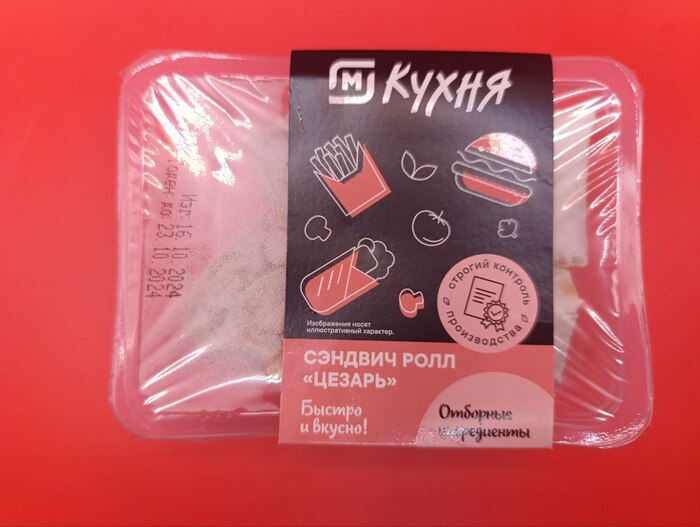 М КУХНЯ
Изг: 16.10.2024
Годен до: 23.10.2024
Изображения носят
иллюстративный характер.
СТРОГИЙ КОНТРОЛЬ
ПРОИЗВОДСТВА
СЭНДВИЧ РОЛЛ
«ЦЕЗАРЬ»
Быстро
и вкусно!
Отборные
ингредиенты